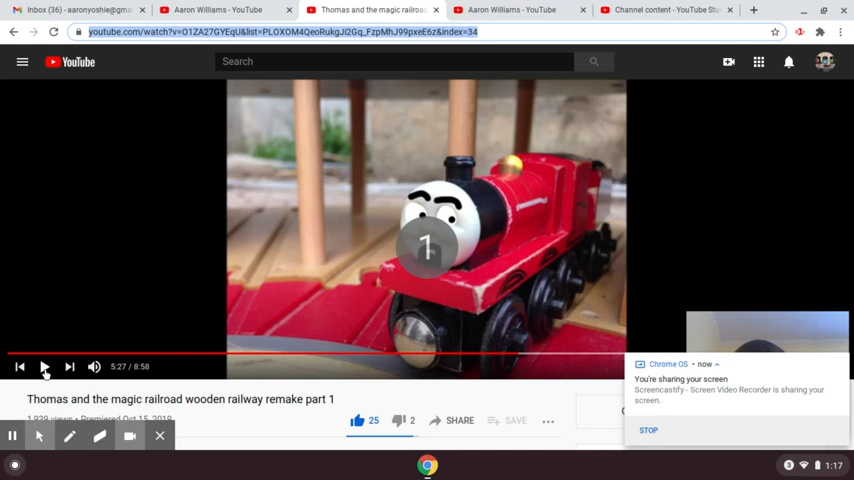 Inbox (36) - aaronyoshie@gma
Aaron Williams - YouTube
Thomas and the magic railroad
Aaron Williams - YouTube
Channel content - YouTube Stu
youtube.com/watch?v=O1ZA27GYEqU&list=PLOXOM4QeoRukgJi2Gq_FzpMhJ99pxeE6z&index=34
YouTube
Search
1
5:27 / 8:58
Thomas and the magic railroad wooden railway remake part 1
1,939 views • Premiered Oct 15, 2019
25
2
SHARE
SAVE
Chrome OS • now
You're sharing your screen
Screencastify - Screen Video Recorder is sharing your
screen.
STOP
3
1:17